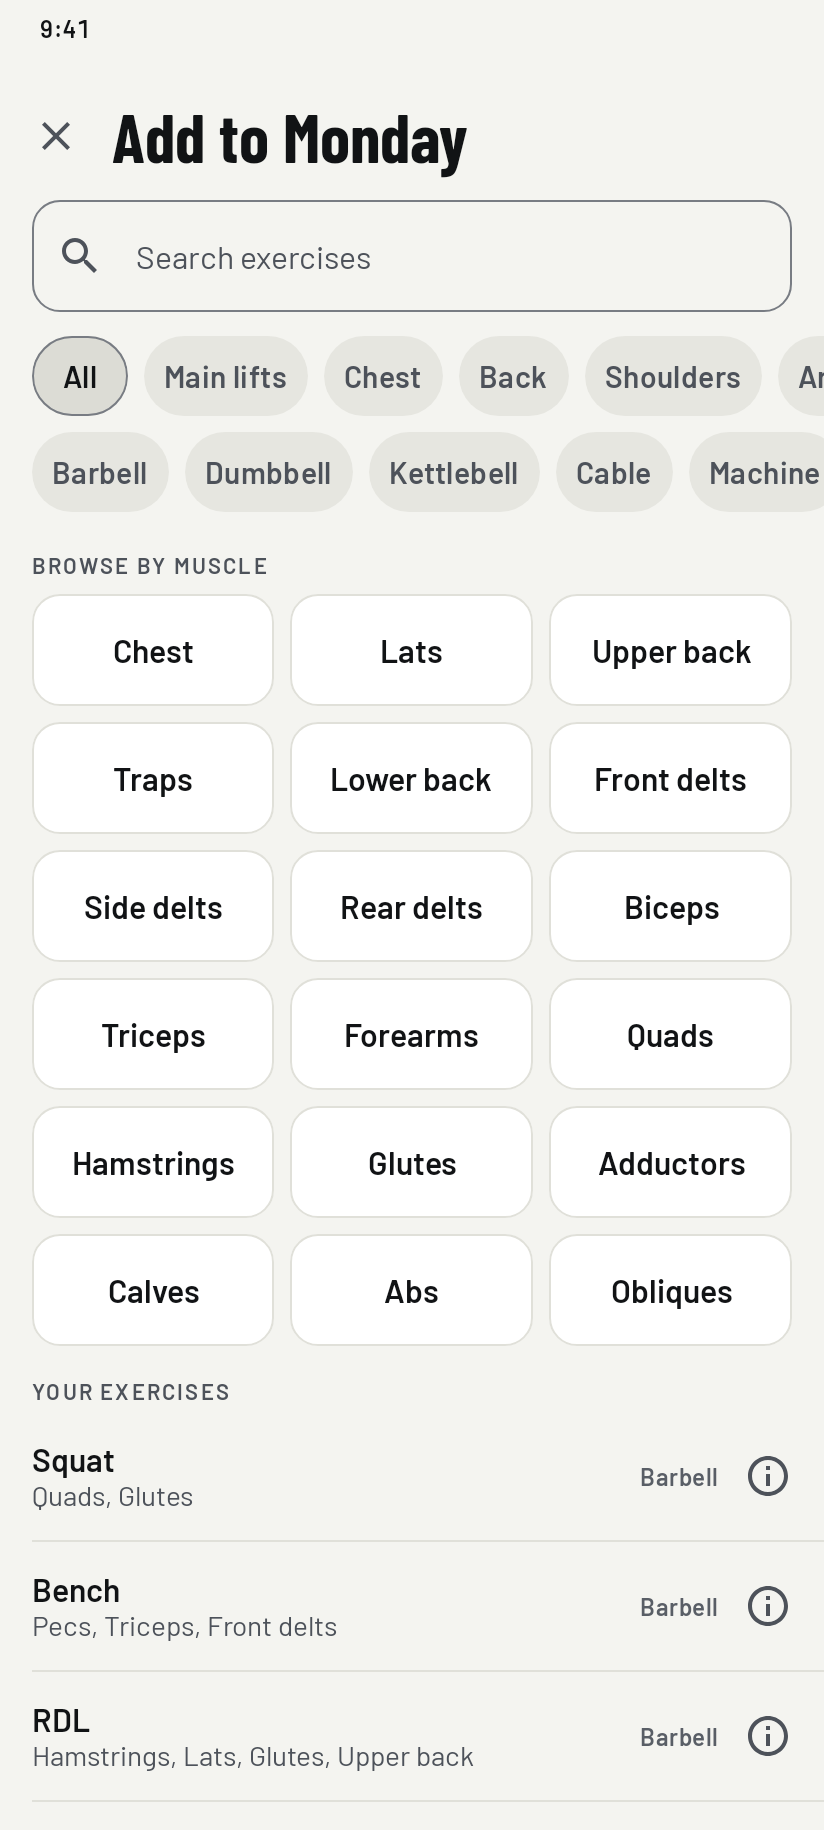 9:41
Add to Monday
Search exercises
All Main lifts Chest Back Shoulders
Barbell Dumbbell Kettlebell Cable Machine
BROWSE BY MUSCLE
Chest Lats Upper back
Traps Lower back Front delts
Side delts Rear delts Biceps
Triceps Forearms Quads
Hamstrings Glutes Adductors
Calves Abs Obliques
YOUR EXERCISES
Squat
Quads, Glutes
Barbell
Bench
Pecs, Triceps, Front delts
Barbell
RDL
Hamstrings, Lats, Glutes, Upper back
Barbell